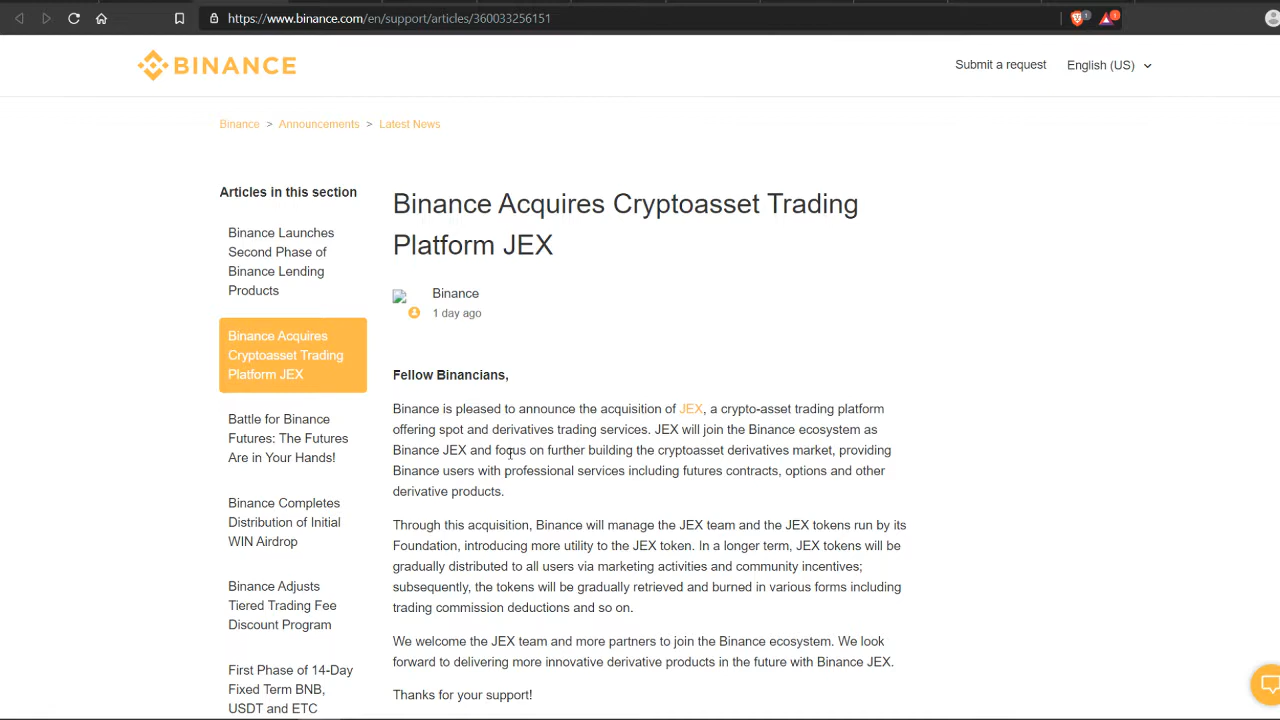 https://www.binance.com/en/support/articles/360033256151
1
1
BINANCE
Submit a request
English (US)
Binance > Announcements > Latest News
Articles in this section
Binance Launches
Second Phase of
Binance Lending
Products
Binance Acquires
Cryptoasset Trading
Platform JEX
Battle for Binance
Futures: The Futures
Are in Your Hands!
Binance Completes
Distribution of Initial
WIN Airdrop
Binance Adjusts
Tiered Trading Fee
Discount Program
First Phase of 14-Day
Fixed Term BNB,
USDT and ETC
Binance Acquires Cryptoasset Trading
Platform JEX
Binance
1 day ago
Fellow Binancians,
Binance is pleased to announce the acquisition of JEX, a crypto-asset trading platform
offering spot and derivatives trading services. JEX will join the Binance ecosystem as
Binance JEX and focus on further building the cryptoasset derivatives market, providing
Binance users with professional services including futures contracts, options and other
derivative products.
Through this acquisition, Binance will manage the JEX team and the JEX tokens run by its
Foundation, introducing more utility to the JEX token. In a longer term, JEX tokens will be
gradually distributed to all users via marketing activities and community incentives;
subsequently, the tokens will be gradually retrieved and burned in various forms including
trading commission deductions and so on.
We welcome the JEX team and more partners to join the Binance ecosystem. We look
forward to delivering more innovative derivative products in the future with Binance JEX.
Thanks for your support!